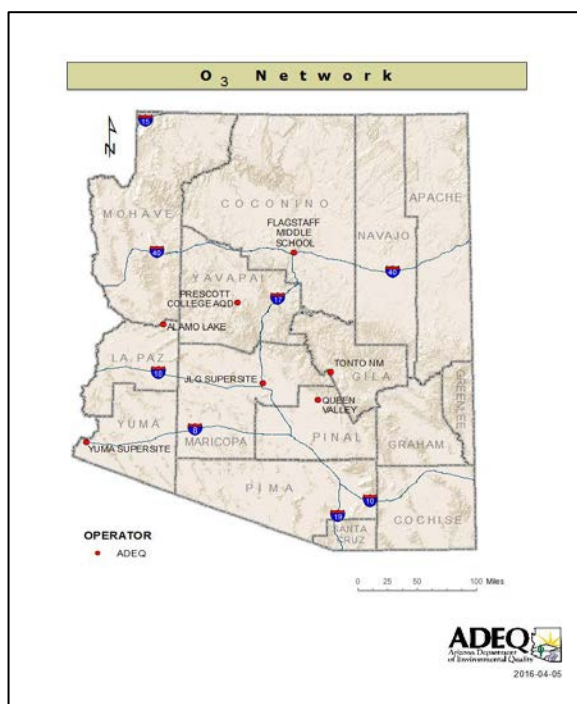 O3 Network
15
N
COCONINO
APACHE
MOHAVE
NAVAJO
FLAGSTAFF
MIDDLE
SCHOOL
40
40
YAVAPAI
PRESCOTT
COLLEGE AQD
17
ALAMO LAKE
LA PAZ
10
TONTO NM
GILA
JLG SUPERSITE
GREENLEE
QUEEN
VALLEY
YUMA
8
MARICOPA
PINAL
GRAHAM
YUMA SUPERSITE
PIMA
10
19
COCHISE
SANTA
CRUZ
OPERATOR
ADEQ
0 25 50 100 Miles
ADEQ
Arizona Department
of Environmental Quality
2016-04-05